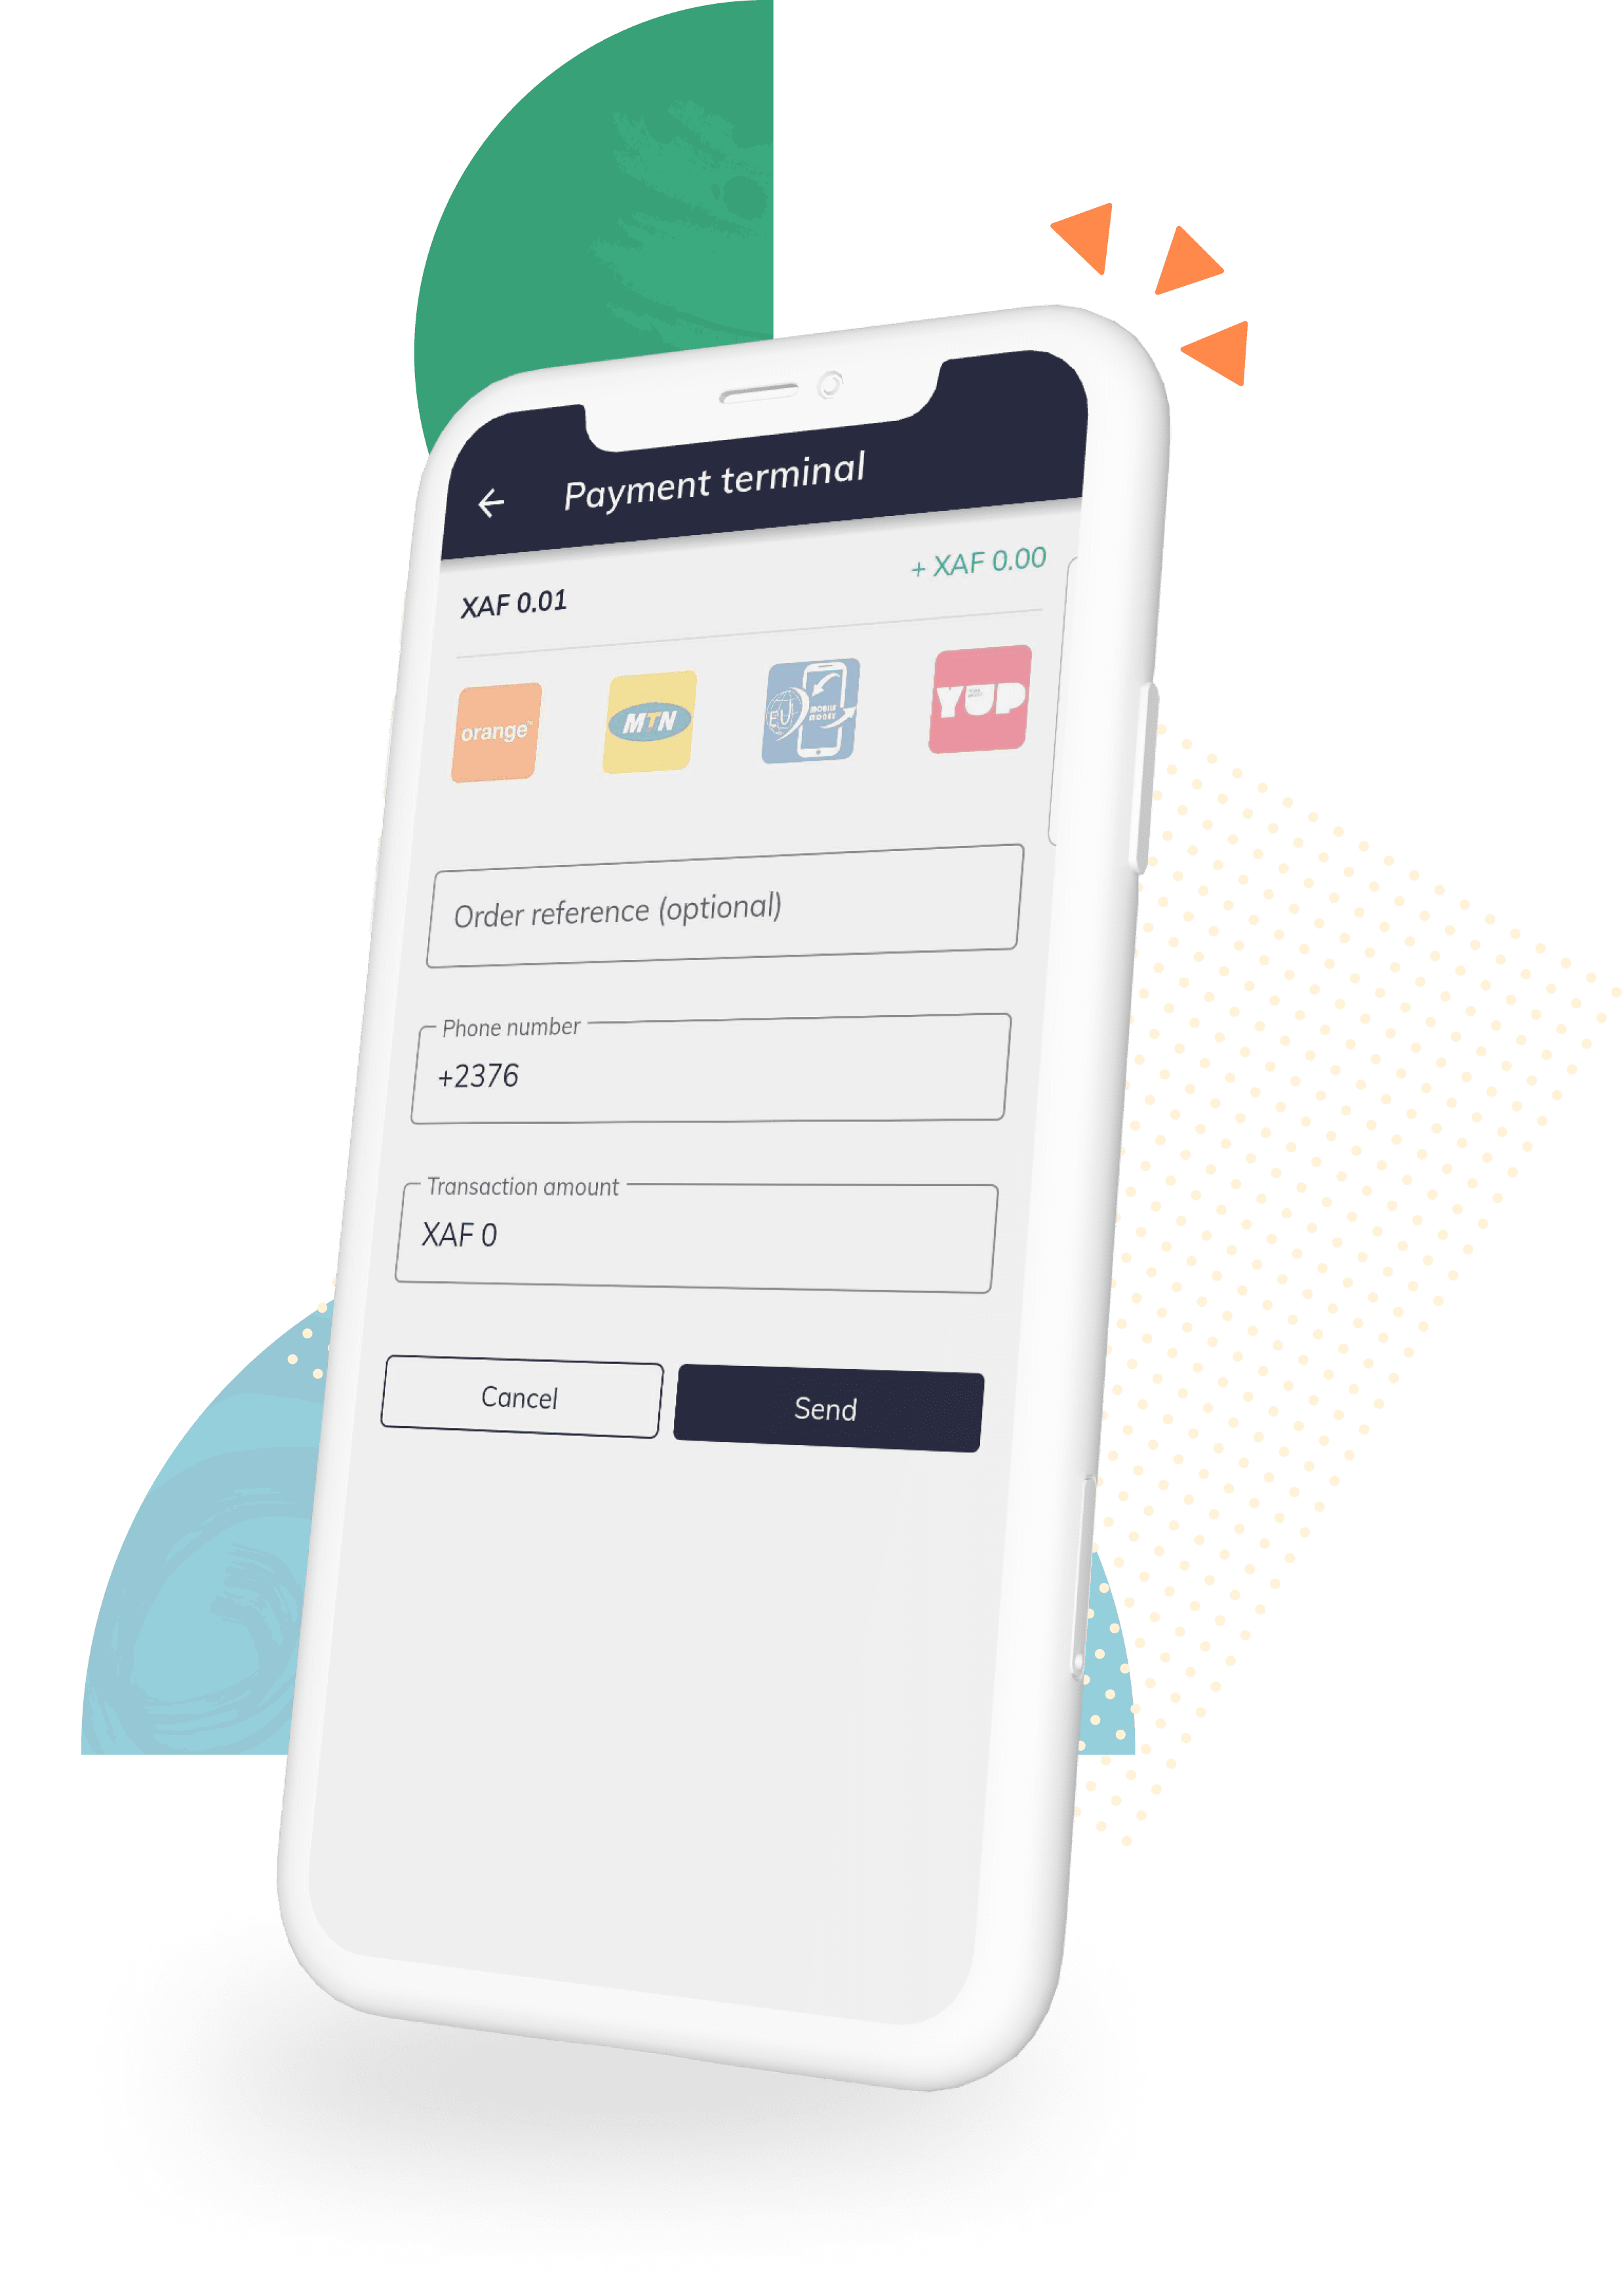 Payment terminal
+ XAF 0.00
XAF 0.01
orange
MTN
EU
MOBILE
MONEY
YUP
Order reference (optional)
Phone number
+2376
Transaction amount
XAF 0
Cancel
Send